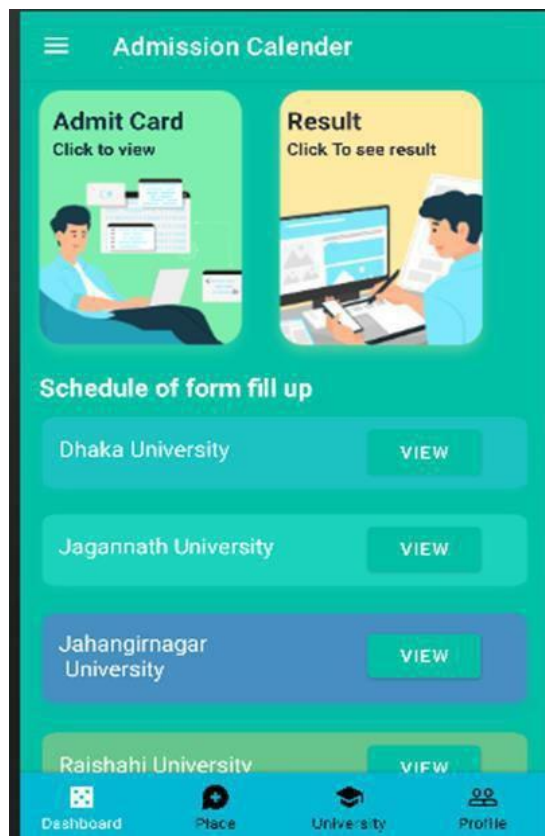 Admission Calender
Admit Card
Click to view
Result
Click To see result
Schedule of form fill up
Dhaka University
VIEW
Jagannath University
VIEW
Jahangirnagar
University
VIEW
Rajshahi University
VIEW
Dashboard
Place
University
Profile